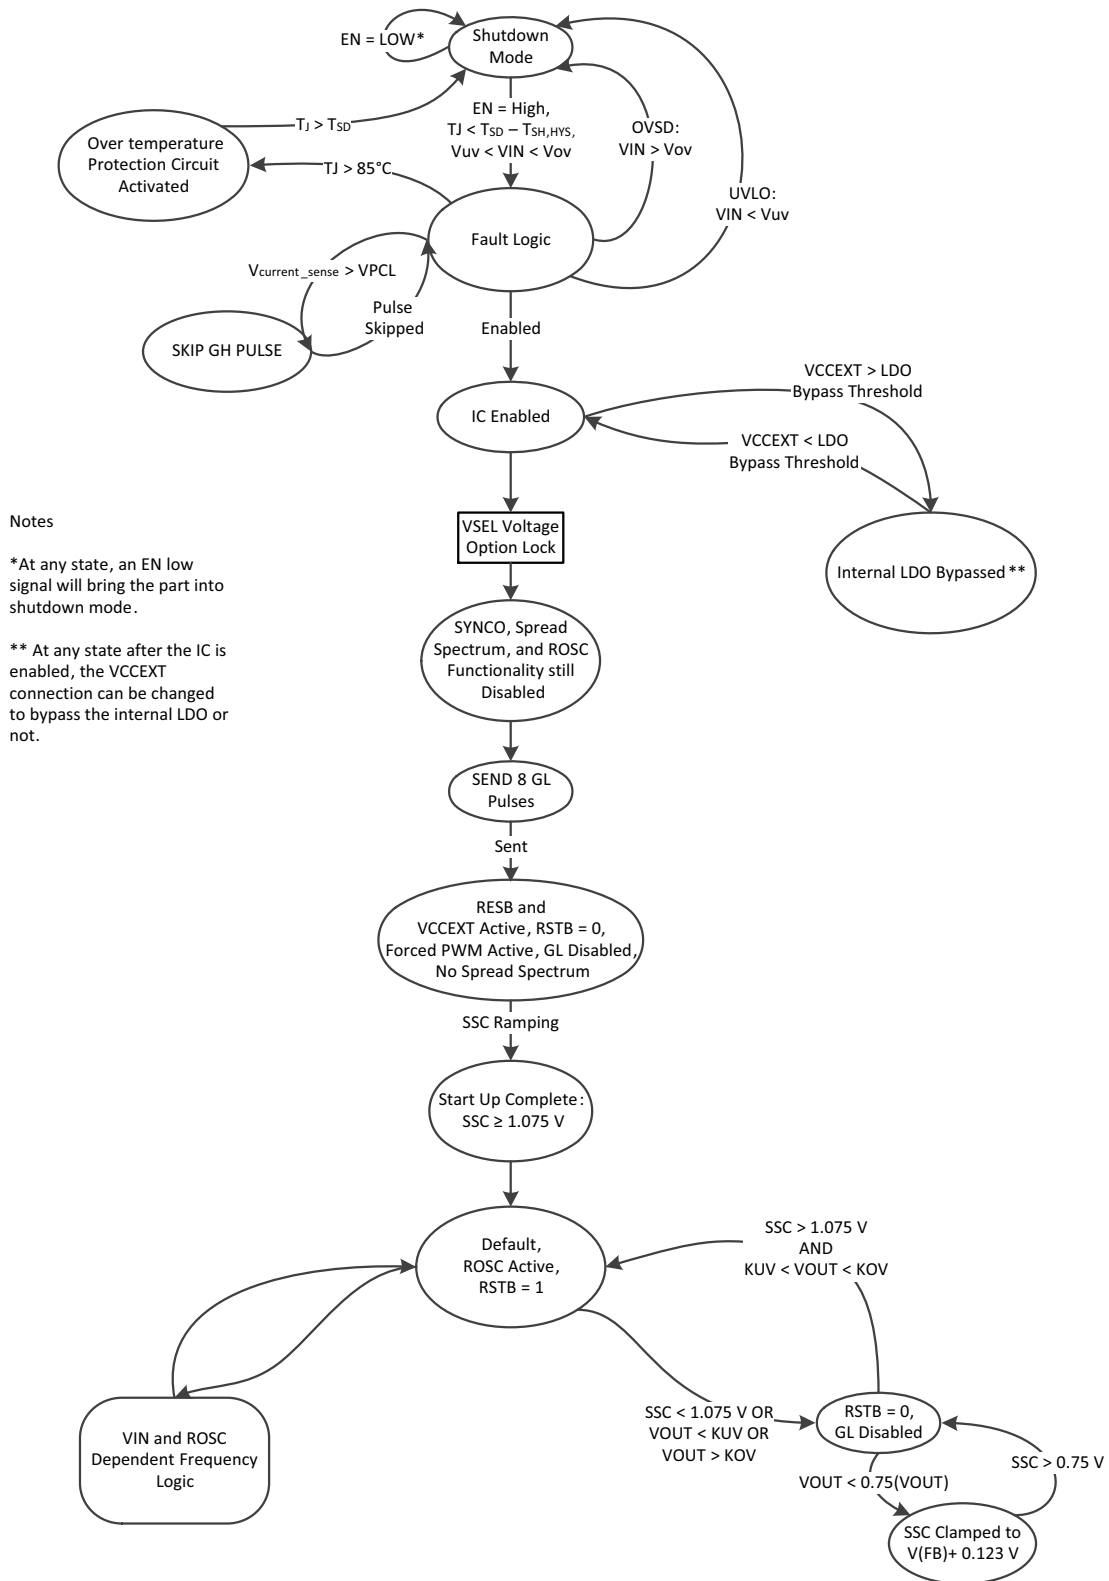 EN = LOW*
Shutdown
Mode
TJ > TSD
EN = High,
TJ < TSD – TSH,HYS,
Vuv < VIN < Vov
OVSD:
VIN > Vov
Over temperature
Protection Circuit
Activated
TJ > 85°C
UVLO:
VIN < Vuv
Fault Logic
Vcurrent_sense > VPCL
Pulse
Skipped
SKIP GH PULSE
Enabled
IC Enabled
VCCEXT > LDO
Bypass Threshold
VCCEXT < LDO
Bypass Threshold
Internal LDO Bypassed **
VSEL Voltage
Option Lock
Notes
*At any state, an EN low
signal will bring the part into
shutdown mode.
** At any state after the IC is
enabled, the VCCEXT
connection can be changed
to bypass the internal LDO or
not.
SYNCO, Spread
Spectrum, and ROSC
Functionality still
Disabled
SEND 8 GL
Pulses
Sent
RESB and
VCCEXT Active, RSTB = 0,
Forced PWM Active, GL Disabled,
No Spread Spectrum
SSC Ramping
Start Up Complete:
SSC ≥ 1.075 V
Default,
ROSC Active,
RSTB = 1
SSC > 1.075 V
AND
KUV < VOUT < KOV
VIN and ROSC
Dependent Frequency
Logic
SSC < 1.075 V OR
VOUT < KUV OR
VOUT > KOV
RSTB = 0,
GL Disabled
VOUT < 0.75(VOUT)
SSC > 0.75 V
SSC Clamped to
V(FB)+ 0.123 V